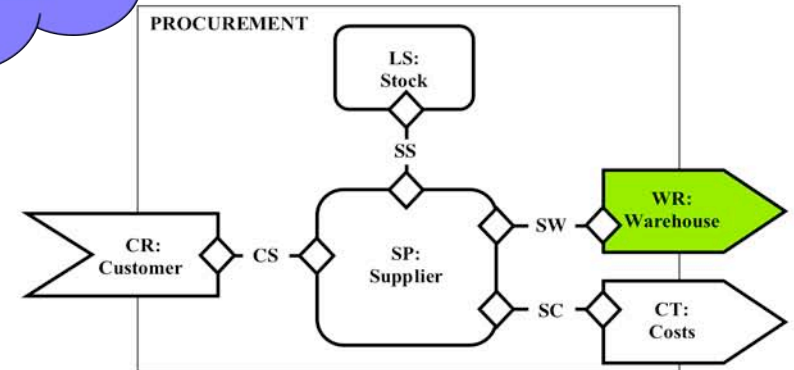 PROCUREMENT
LS:
Stock
SS
CR:
Customer
CS
SP:
Supplier
SW
WR:
Warehouse
SC
CT:
Costs